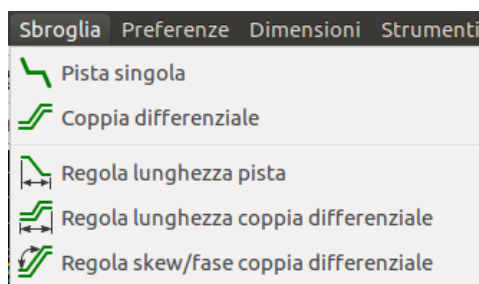 Sbroglia Preferenze Dimensioni Strumenti
Pista singola
Coppia differenziale
Regola lunghezza pista
Regola lunghezza coppia differenziale
Regola skew/fase coppia differenziale